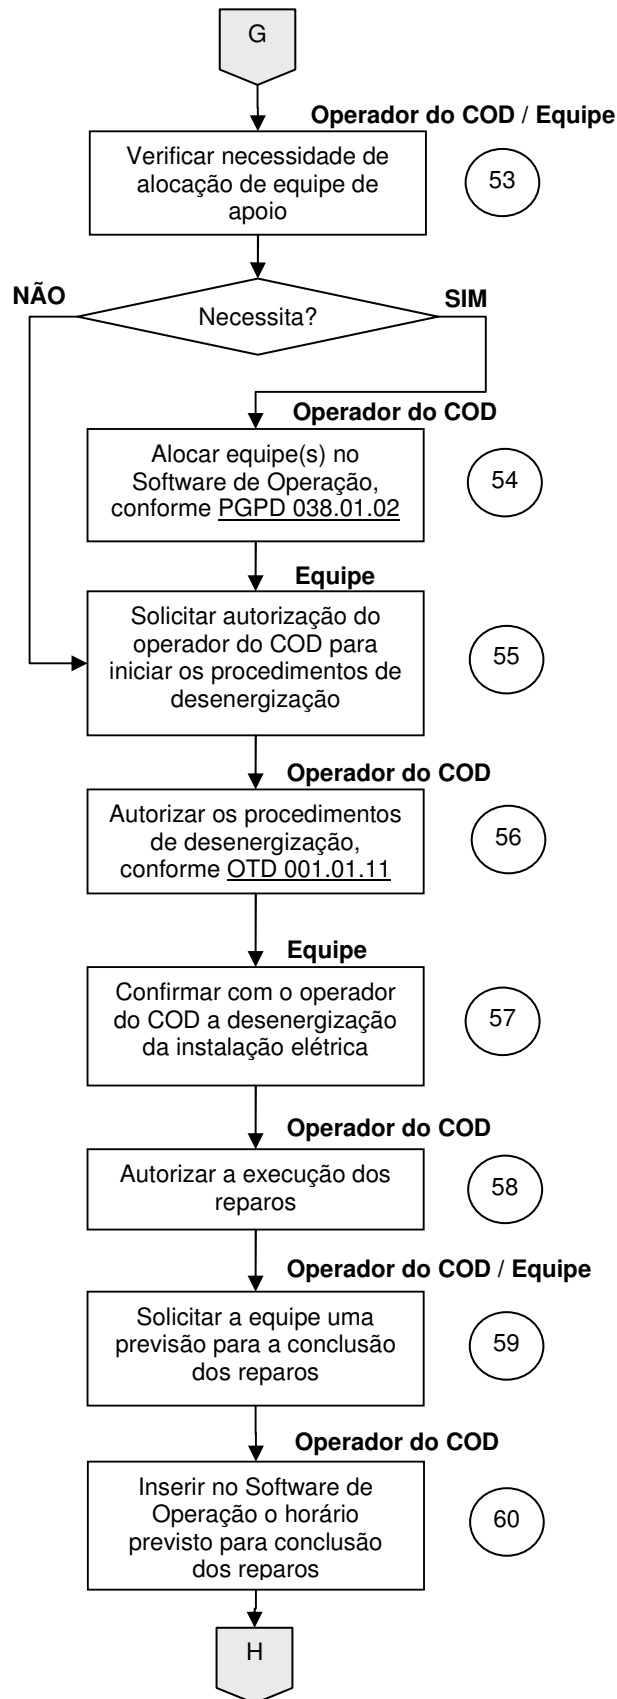 G
Operador do COD / Equipe
Verificar necessidade de
alocação de equipe de
apoio
53
NÃO
SIM
Necessita?
Operador do COD
Alocar equipe(s) no
Software de Operação,
conforme PGPD 038.01.02
54
Equipe
Solicitar autorização do
operador do COD para
iniciar os procedimentos de
desenergização
55
Operador do COD
Autorizar os procedimentos
de desenergização,
conforme OTD 001.01.11
56
Equipe
Confirmar com o operador
do COD a desenergização
da instalação elétrica
57
Operador do COD
Autorizar a execução dos
reparos
58
Operador do COD / Equipe
Solicitar a equipe uma
previsão para a conclusão
dos reparos
59
Operador do COD
Inserir no Software de
Operação o horário
previsto para conclusão
dos reparos
60
H